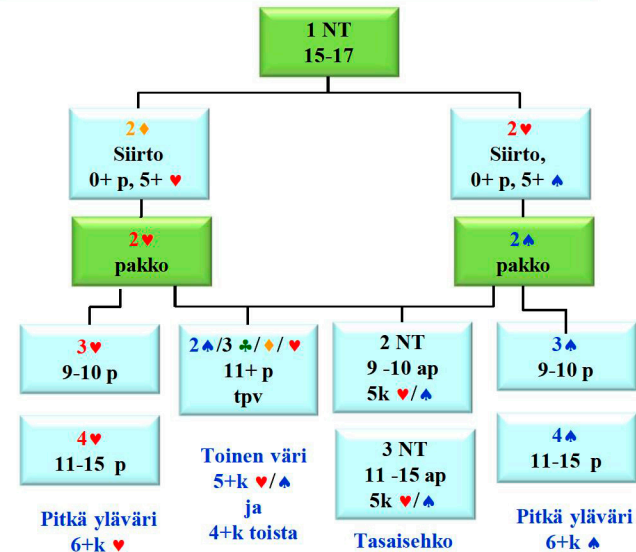 1 NT
15-17
2♦
Siirto
0+ p, 5+ ♥
2♥
Siirto,
0+ p, 5+ ♠
2♥
pakko
2♠
pakko
3♥
9-10 p
2♠/3 ♣/♦/♥
11+ p
tpv
2 NT
9 -10 ap
5k ♥/♠
3♠
9-10 p
4♥
11-15 p
3 NT
11 -15 ap
5k ♥/♠
4♠
11-15 p
Pitkä yläväri
6+k ♥
Toinen väri
5+k ♥/♠
ja
4+k toista
Tasaisehko
Pitkä yläväri
6+k ♠